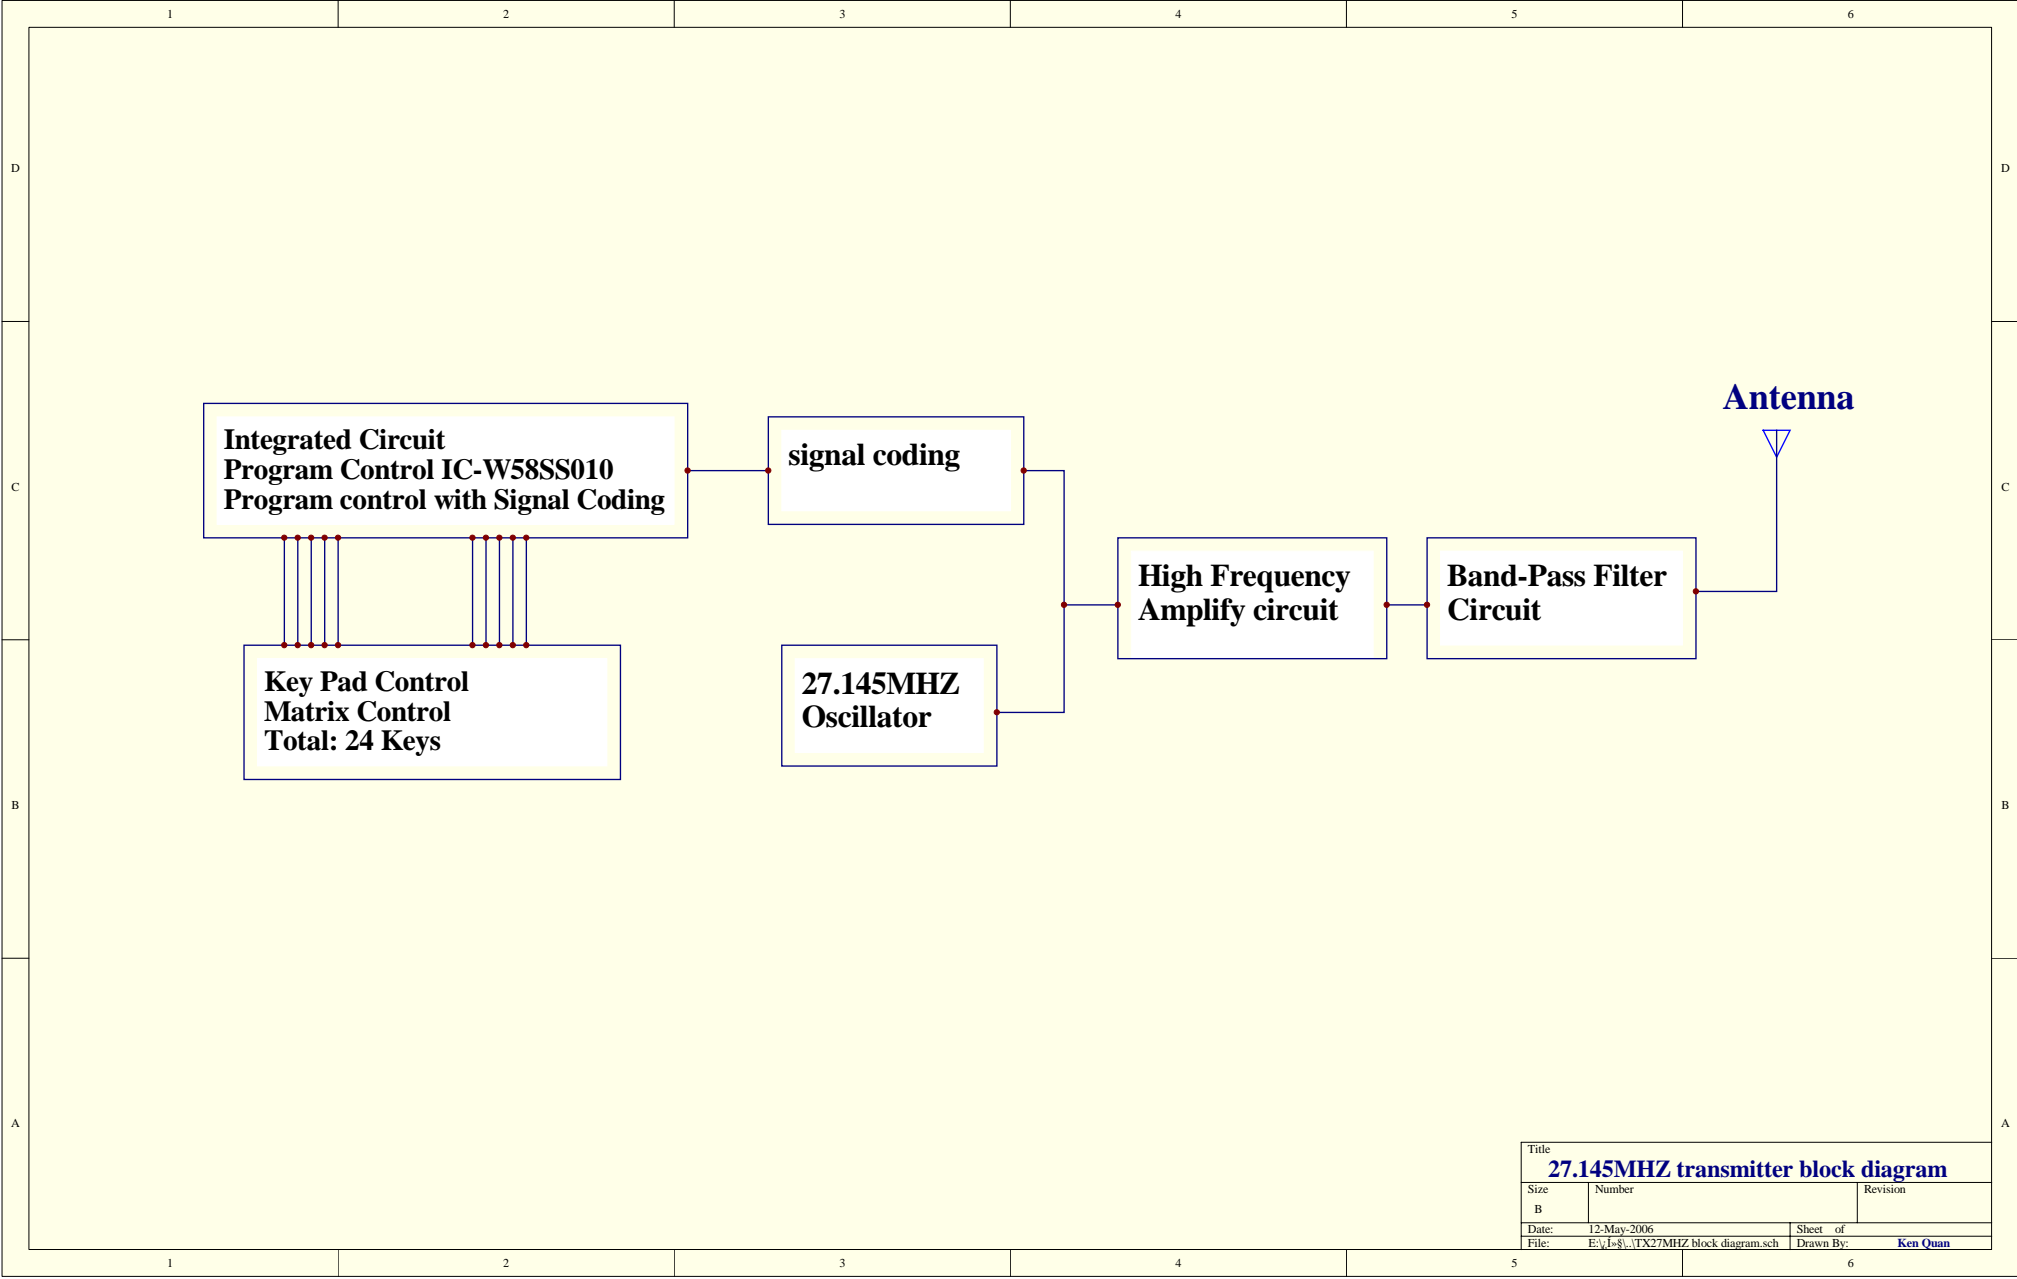 1 2 3 4 5 6
D D
Antenna
Integrated Circuit
Program Control IC-W58SS010
Program control with Signal Coding
signal coding
C C
High Frequency
Amplify circuit
Band-Pass Filter
Circuit
Key Pad Control
Matrix Control
Total: 24 Keys
27.145MHZ
Oscillator
B B
A A
Title
27.145MHZ transmitter block diagram
Size Number Revision
B
Date: 12-May-2006 Sheet of
File: TX27MHZ block diagram.sch Drawn By: Ken Quan
1 2 3 4 5 6